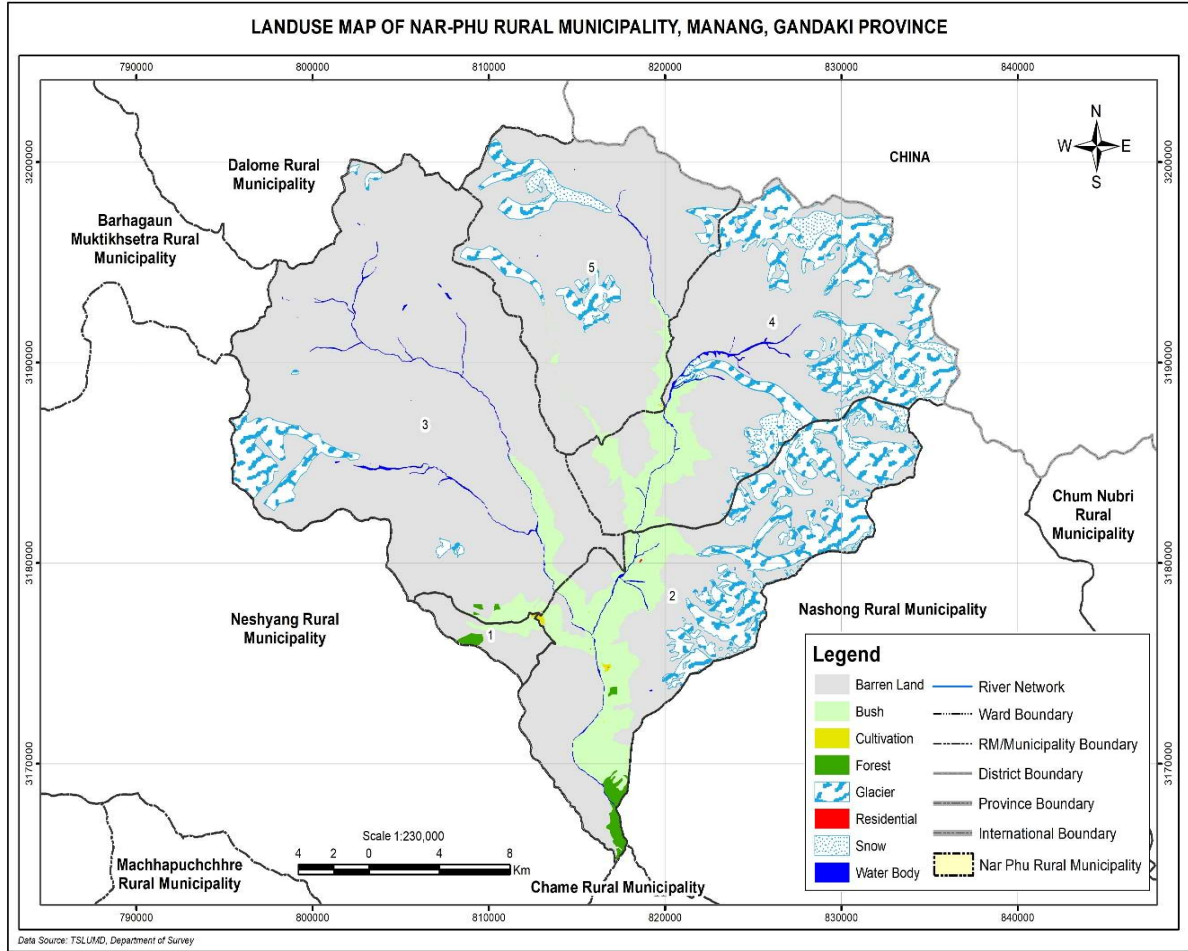 LANDUSE MAP OF NAR-PHU RURAL MUNICIPALITY, MANANG, GANDAKI PROVINCE
790000
800000
810000
820000
830000
840000
3200000
3200000
N
W
E
S
CHINA
Dalome Rural
Municipality
Barhagaun
Muktikhsetra Rural
Municipality
5
4
3190000
3190000
3
Chum Nubri
Rural
Municipality
3180000
3180000
2
1
Neshyang Rural
Municipality
Nashong Rural Municipality
3170000
3170000
Machhapuchchhre
Rural Municipality
Chame Rural Municipality
Scale 1:230,000
4
2
0
4
8
Km
Legend
Barren Land
Bush
Cultivation
Forest
Glacier
Residential
Snow
Water Body
River Network
Ward Boundary
RM/Municipality Boundary
District Boundary
Province Boundary
International Boundary
Nar Phu Rural Municipality
790000
800000
810000
820000
830000
840000
Data Source: TSLUMD, Department of Survey